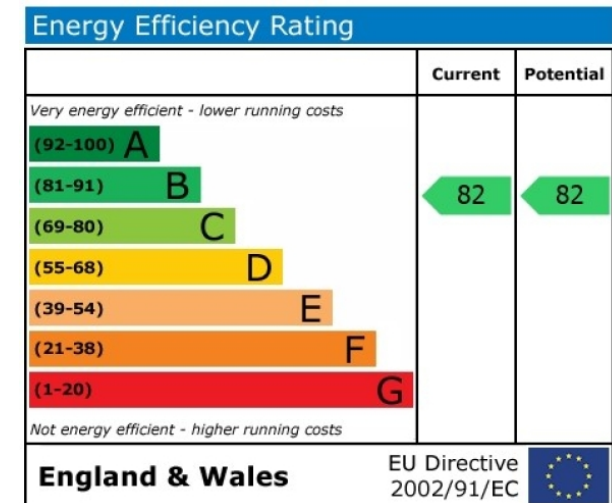 Energy Efficiency Rating
Current Potential
Very energy efficient - lower running costs
(92-100) A
(81-91) B 82 82
(69-80) C
(55-68) D
(39-54) E
(21-38) F
(1-20) G
Not energy efficient - higher running costs
England & Wales
EU Directive
2002/91/EC